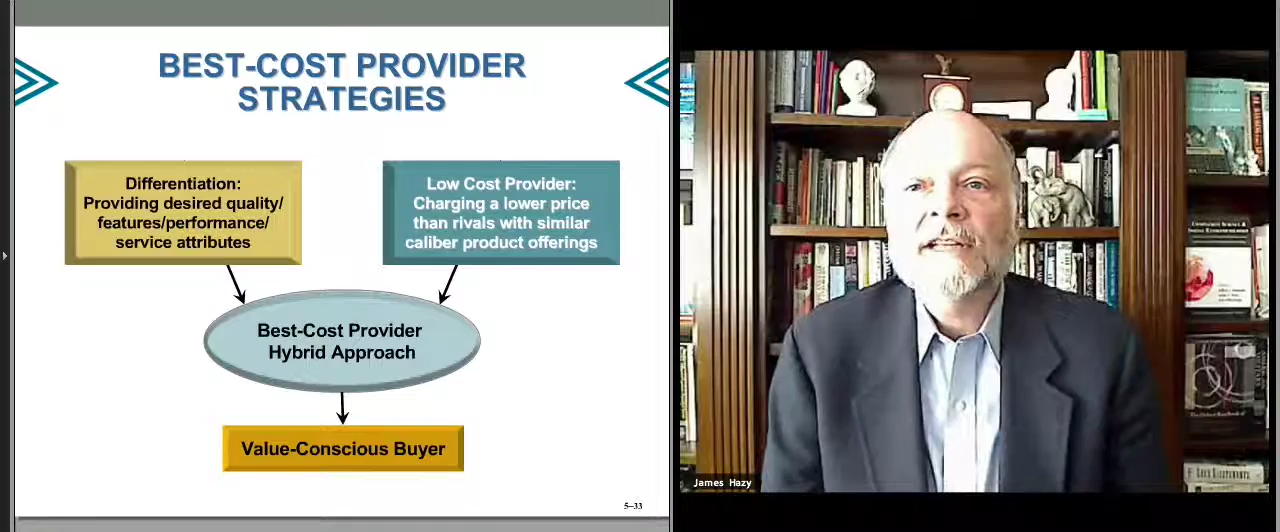 BEST-COST PROVIDER
STRATEGIES
Differentiation:
Providing desired quality/
features/performance/
service attributes
Low Cost Provider:
Charging a lower price
than rivals with similar
caliber product offerings
Best-Cost Provider
Hybrid Approach
Value-Conscious Buyer
5–33
James Hazy